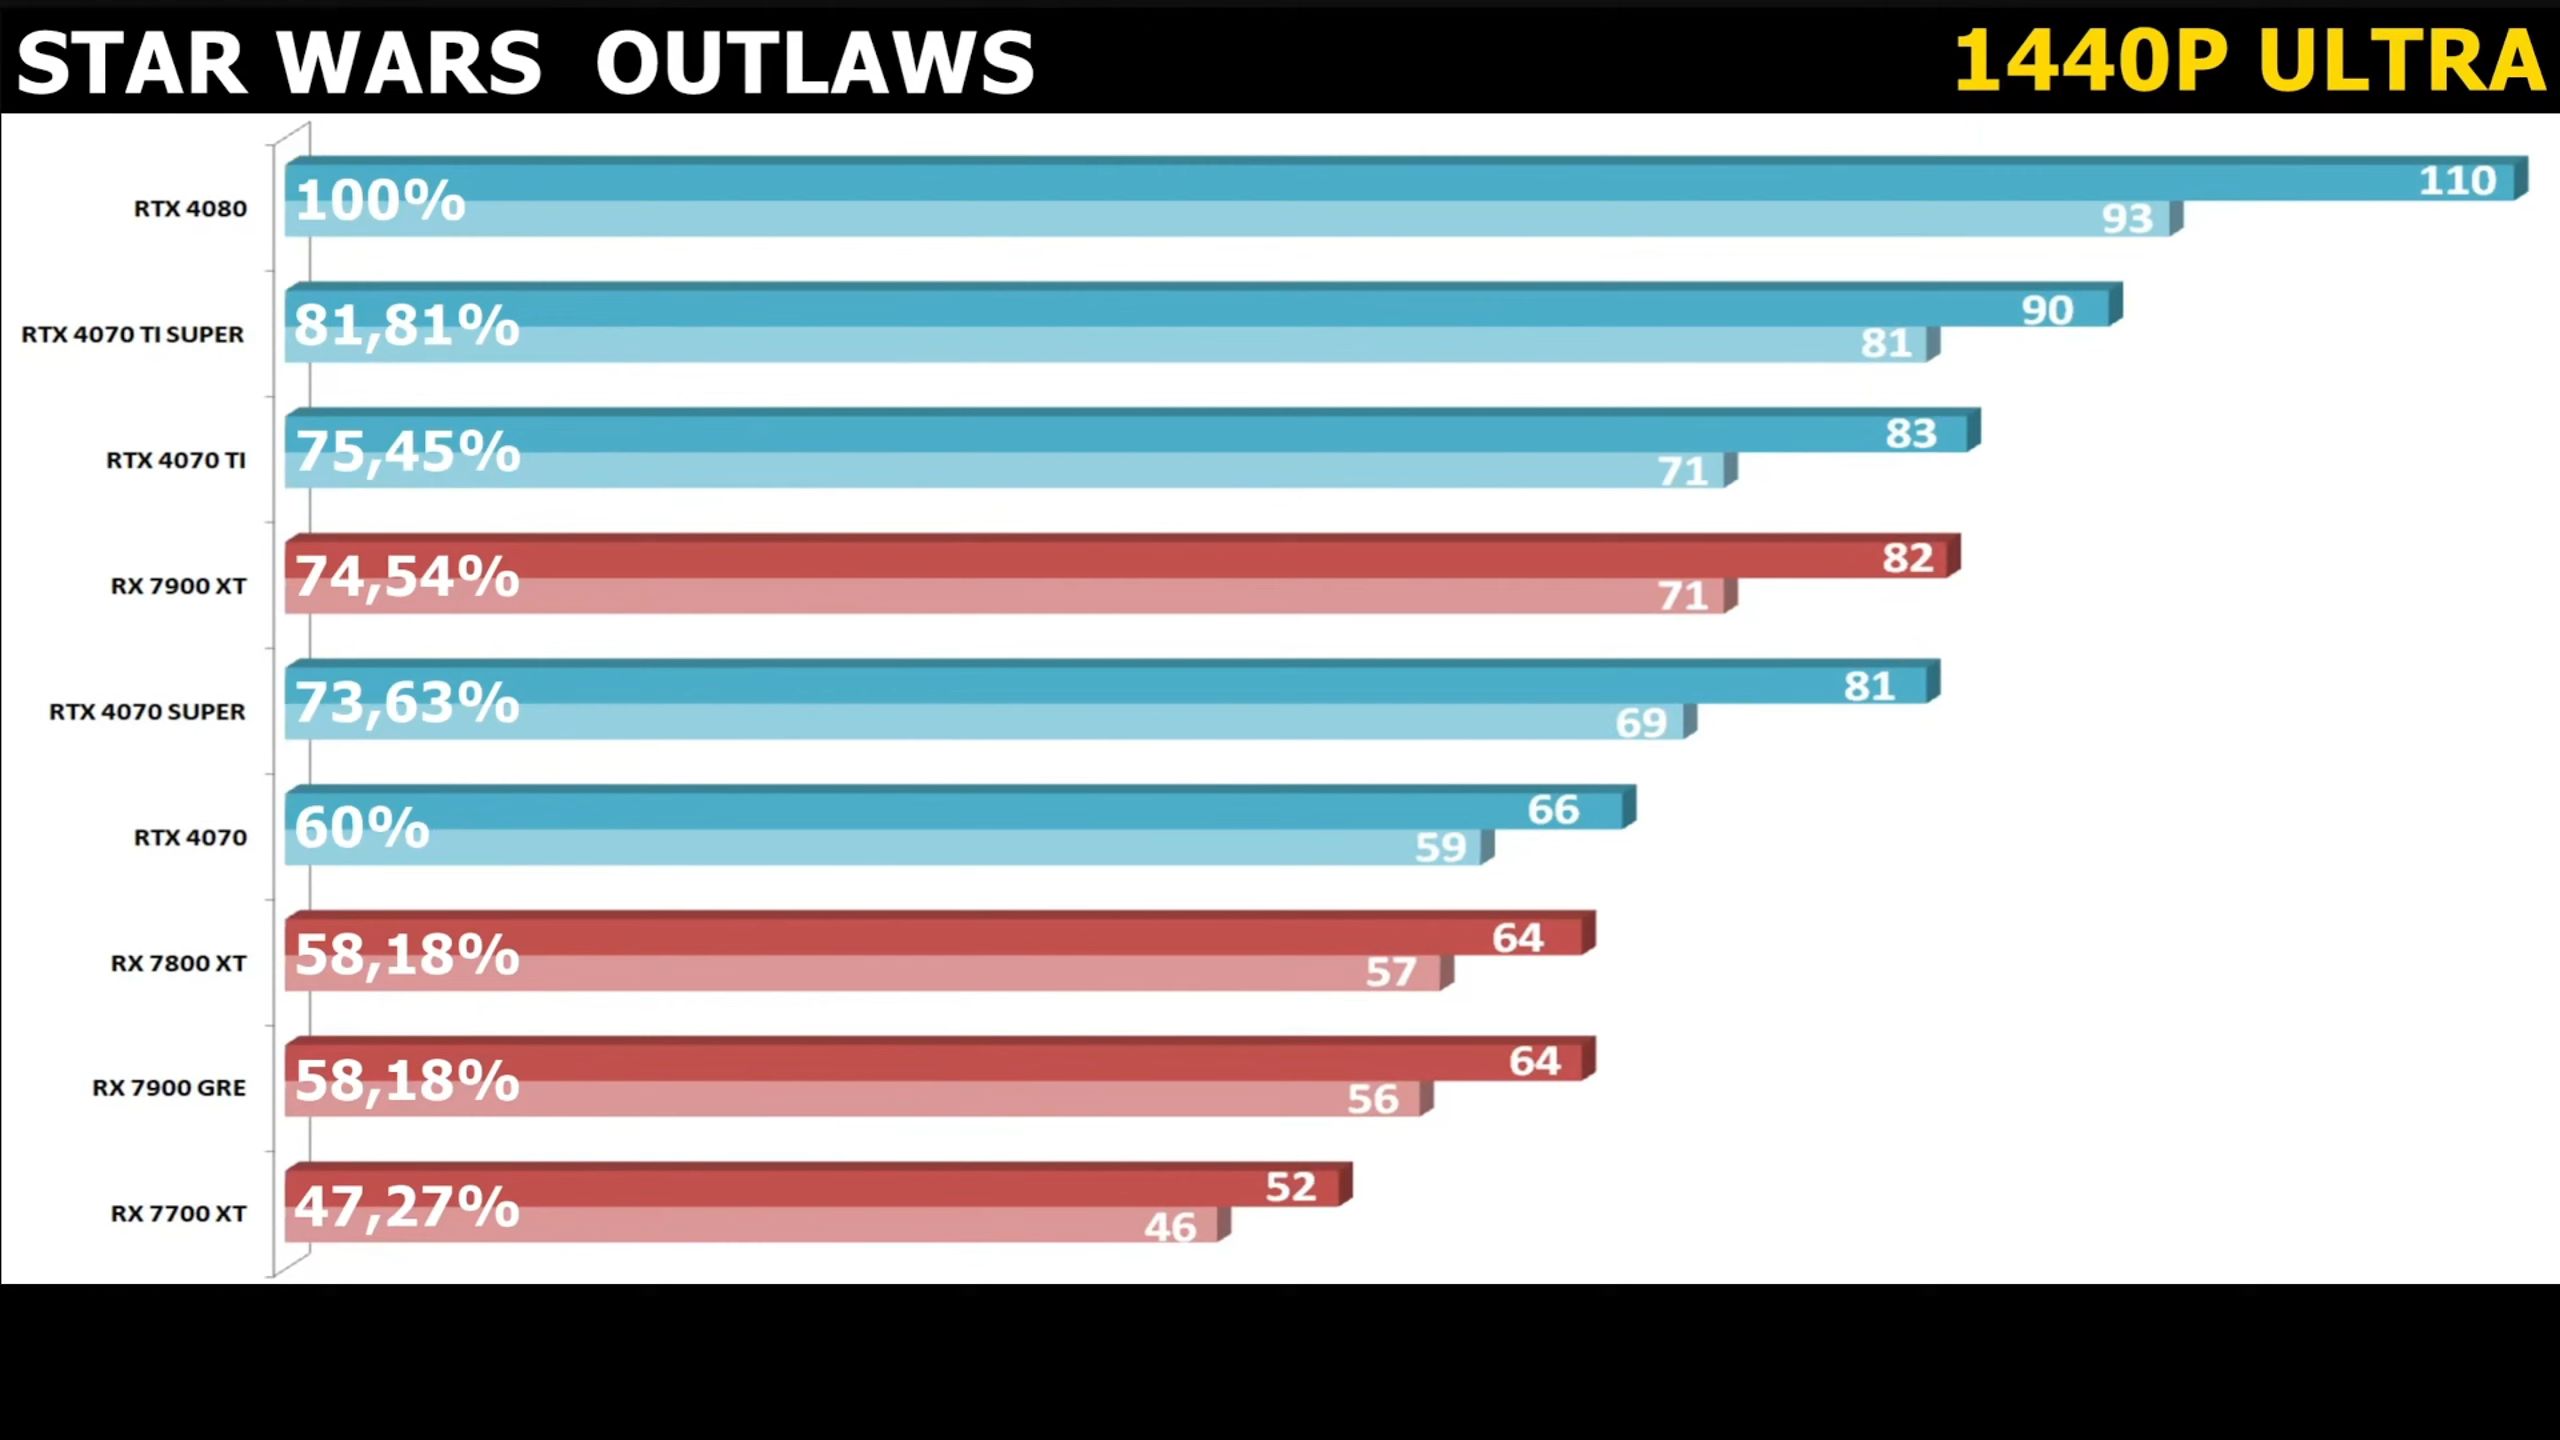 STAR WARS  OUTLAWS
1440P ULTRA
RTX 4080
100%
110
93
RTX 4070 TI SUPER
81,81%
90
81
RTX 4070 TI
75,45%
83
71
RX 7900 XT
74,54%
82
71
RTX 4070 SUPER
73,63%
81
69
RTX 4070
60%
66
59
RX 7800 XT
58,18%
64
57
RX 7900 GRE
58,18%
64
56
RX 7700 XT
47,27%
52
46